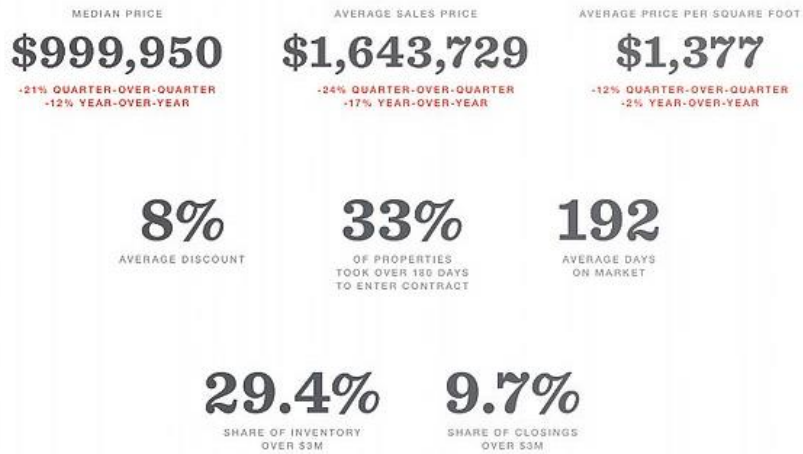 MEDIAN PRICE
$999,950
-21% QUARTER-OVER-QUARTER
-12% YEAR-OVER-YEAR
AVERAGE SALES PRICE
$1,643,729
-24% QUARTER-OVER-QUARTER
-17% YEAR-OVER-YEAR
AVERAGE PRICE PER SQUARE FOOT
$1,377
-12% QUARTER-OVER-QUARTER
-2% YEAR-OVER-YEAR
8%
AVERAGE DISCOUNT
33%
OF PROPERTIES
TOOK OVER 180 DAYS
TO ENTER CONTRACT
192
AVERAGE DAYS
ON MARKET
29.4%
SHARE OF INVENTORY
OVER $3M
9.7%
SHARE OF CLOSINGS
OVER $3M